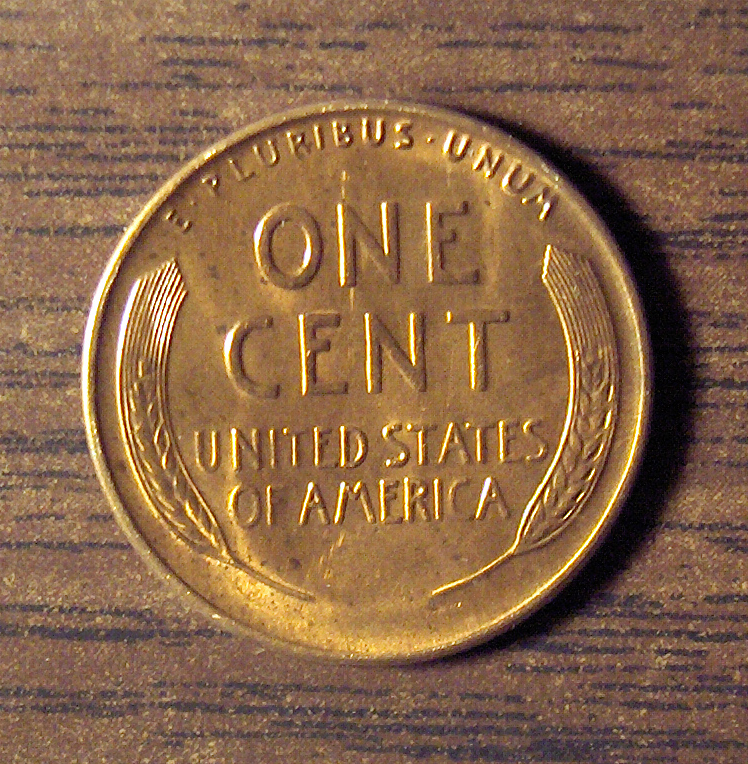 E·PLURIBUS·UNUM
ONE
CENT
UNITED STATES
OF AMERICA